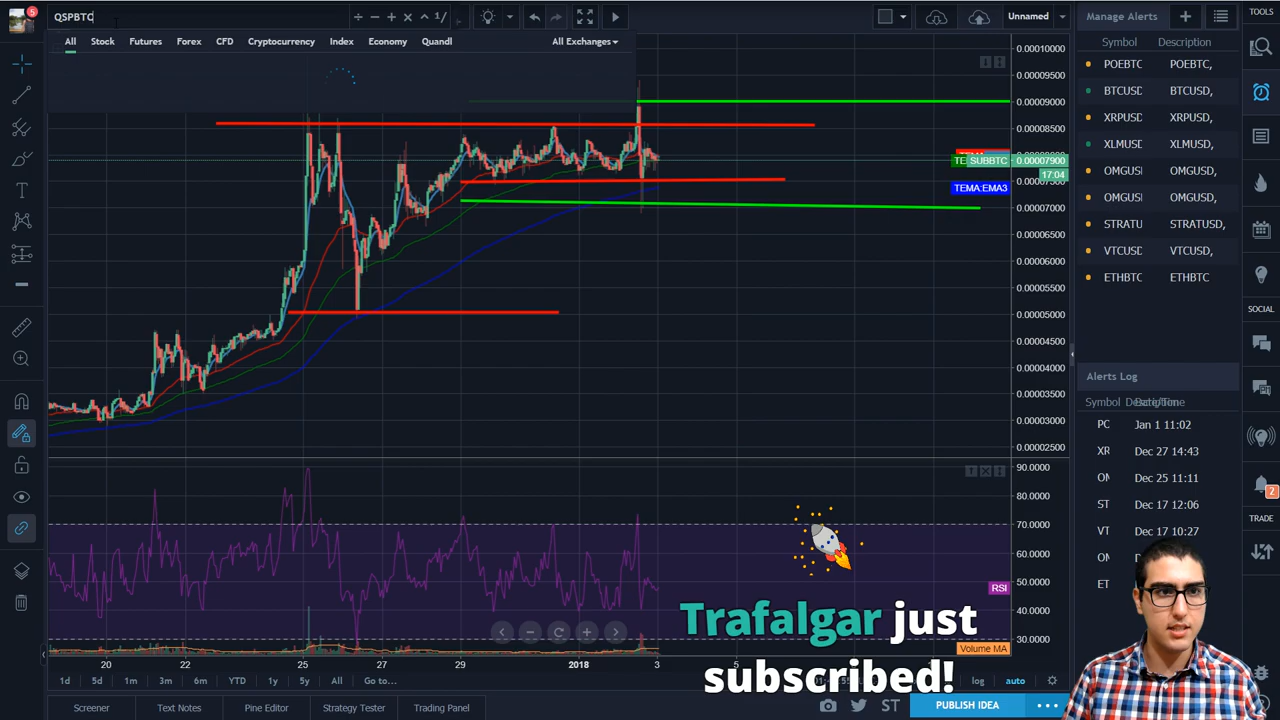 5
QSPBTC
1/
Unnamed
Manage Alerts
TOOLS
All
Stock
Futures
Forex
CFD
Cryptocurrency
Index
Economy
Quandl
All Exchanges
Symbol Description
POEBTC POEBTC,
BTCUSD BTCUSD,
XRPUSD XRPUSD,
XLMUSD XLMUSD,
OMGUS OMGUSD,
OMGUS OMGUSD,
STRATU STRATUSD,
VTCUSD VTCUSD,
ETHBTC ETHBTC
0.00010000
0.00009500
0.00009000
0.00008500
SUBBTC 0.00007900
17:04
TEMA:EMA3
0.00007000
0.00006500
0.00006000
0.00005500
0.00005000
0.00004500
0.00004000
0.00003500
0.00003000
0.00002500
SOCIAL
Alerts Log
Symbol
PC Jan 1 11:02
XR Dec 27 14:43
ON Dec 25 11:11
ST Dec 17 12:06
VT Dec 17 10:27
2
TRADE
90.0000
80.0000
70.0000
60.0000
50.0000
40.0000
30.0000
RSI
Volume MA
Trafalgar just
subscribed!
20 22 25 27 29 2018 3 5
1d 5d 1m 3m 6m YTD 1y 5y All Go to...
log auto
Screener
Text Notes
Pine Editor
Strategy Tester
Trading Panel
ST
PUBLISH IDEA